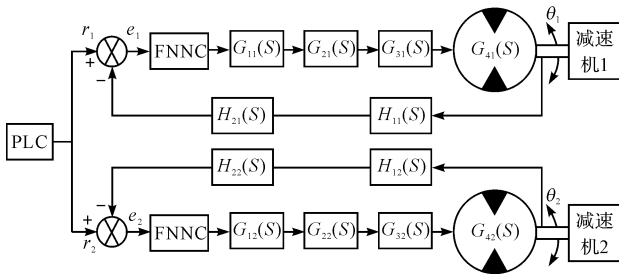 r₁ e₁ θ₁
+ FNNC G₁₁(S) G₂₁(S) G₃₁(S) G₄₁(S) 减速
− 机1
H₂₁(S) H₁₁(S)
PLC
H₂₂(S) H₁₂(S)
− θ₂
+ e₂ 减速
r₂ FNNC G₁₂(S) G₂₂(S) G₃₂(S) G₄₂(S) 机2